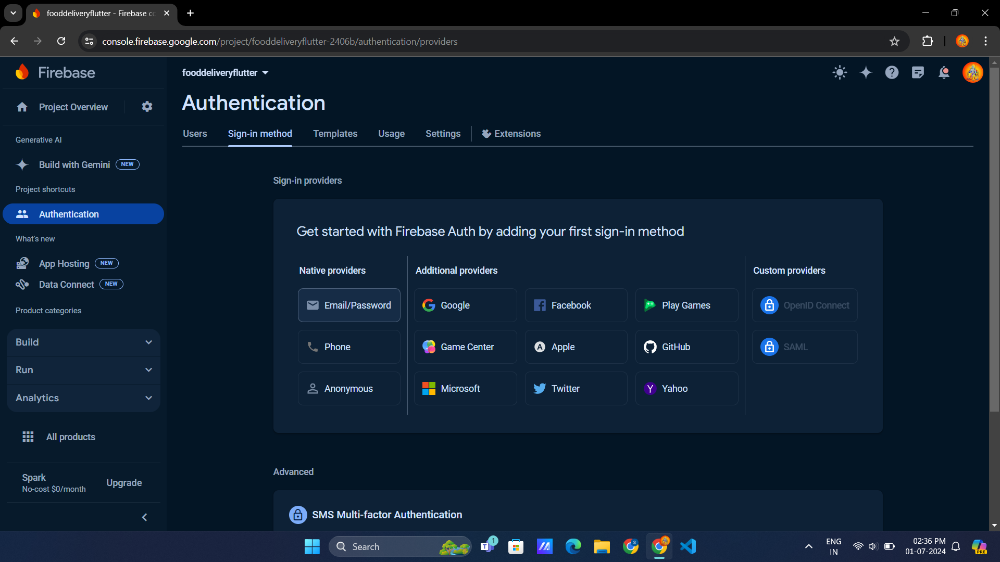 fooddeliveryflutter - Firebase co
console.firebase.google.com/project/fooddeliveryflutter-2406b/authentication/providers
Firebase
Project Overview
Generative AI
Build with Gemini NEW
Project shortcuts
Authentication
What's new
App Hosting NEW
Data Connect NEW
Product categories
Build
Run
Analytics
All products
Spark
No-cost $0/month
Upgrade
fooddeliveryflutter
Authentication
Users Sign-in method Templates Usage Settings Extensions
Sign-in providers
Get started with Firebase Auth by adding your first sign-in method
Native providers
Email/Password
Phone
Anonymous
Additional providers
Google Facebook Play Games
Game Center Apple GitHub
Microsoft Twitter Yahoo
Custom providers
OpenID Connect
SAML
Advanced
SMS Multi-factor Authentication
Search
1
ENG
IN
02:36 PM
01-07-2024
PRE